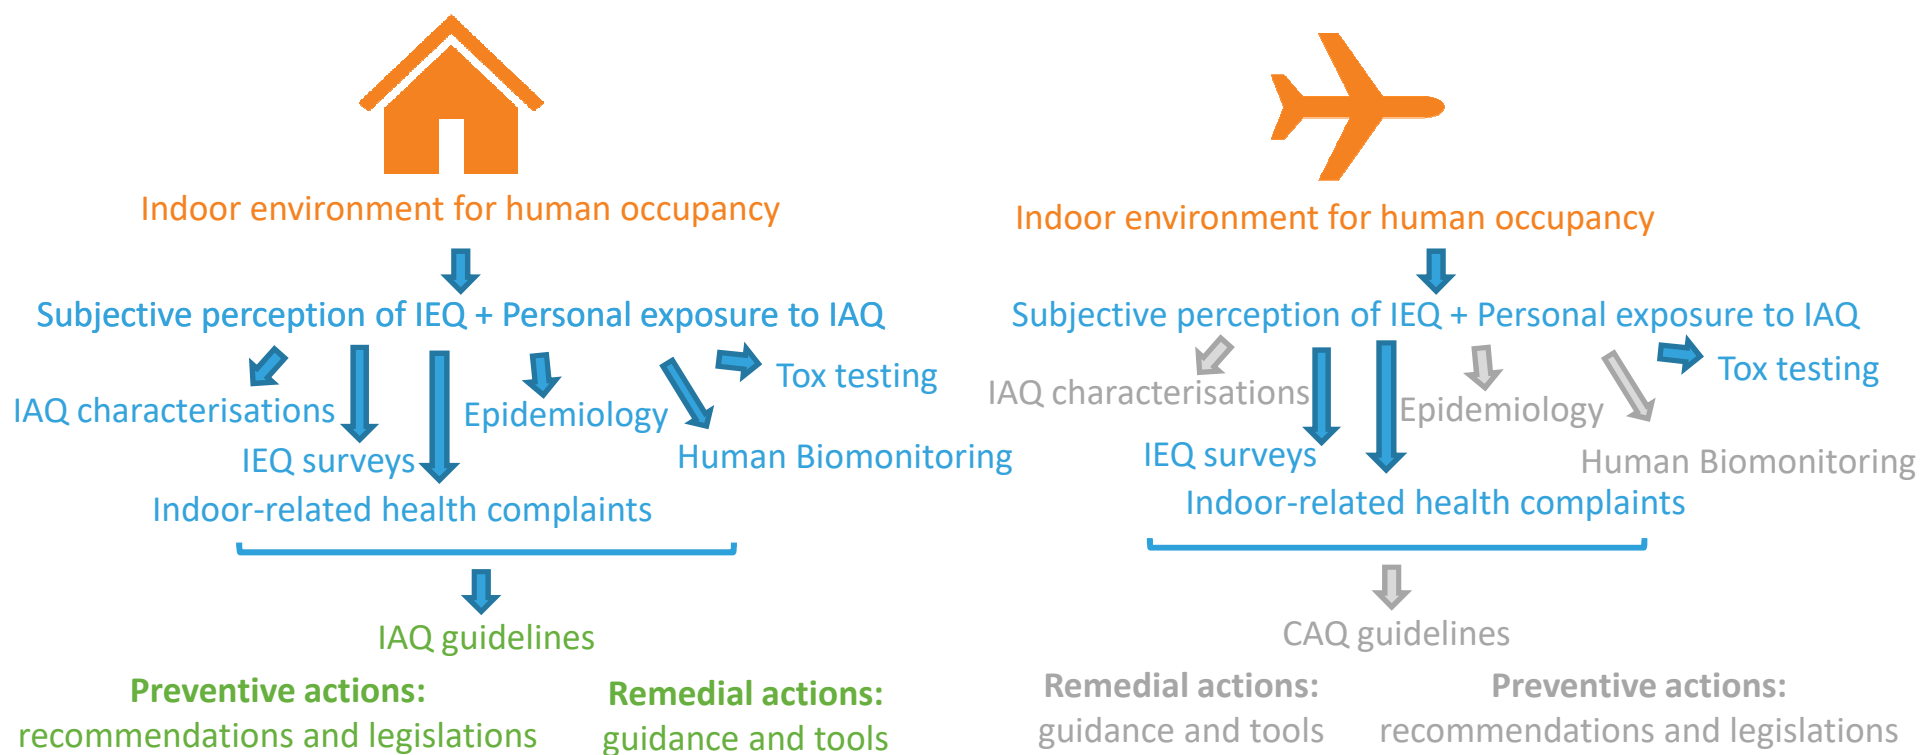 Indoor environment for human occupancy
Subjective perception of IEQ + Personal exposure to IAQ
Tox testing
IAQ characterisations
Epidemiology
IEQ surveys
Human Biomonitoring
Indoor-related health complaints
IAQ guidelines
Preventive actions:
recommendations and legislations
Remedial actions:
guidance and tools
Indoor environment for human occupancy
Subjective perception of IEQ + Personal exposure to IAQ
Tox testing
IAQ characterisations
Epidemiology
IEQ surveys
Human Biomonitoring
Indoor-related health complaints
CAQ guidelines
Remedial actions:
guidance and tools
Preventive actions:
recommendations and legislations